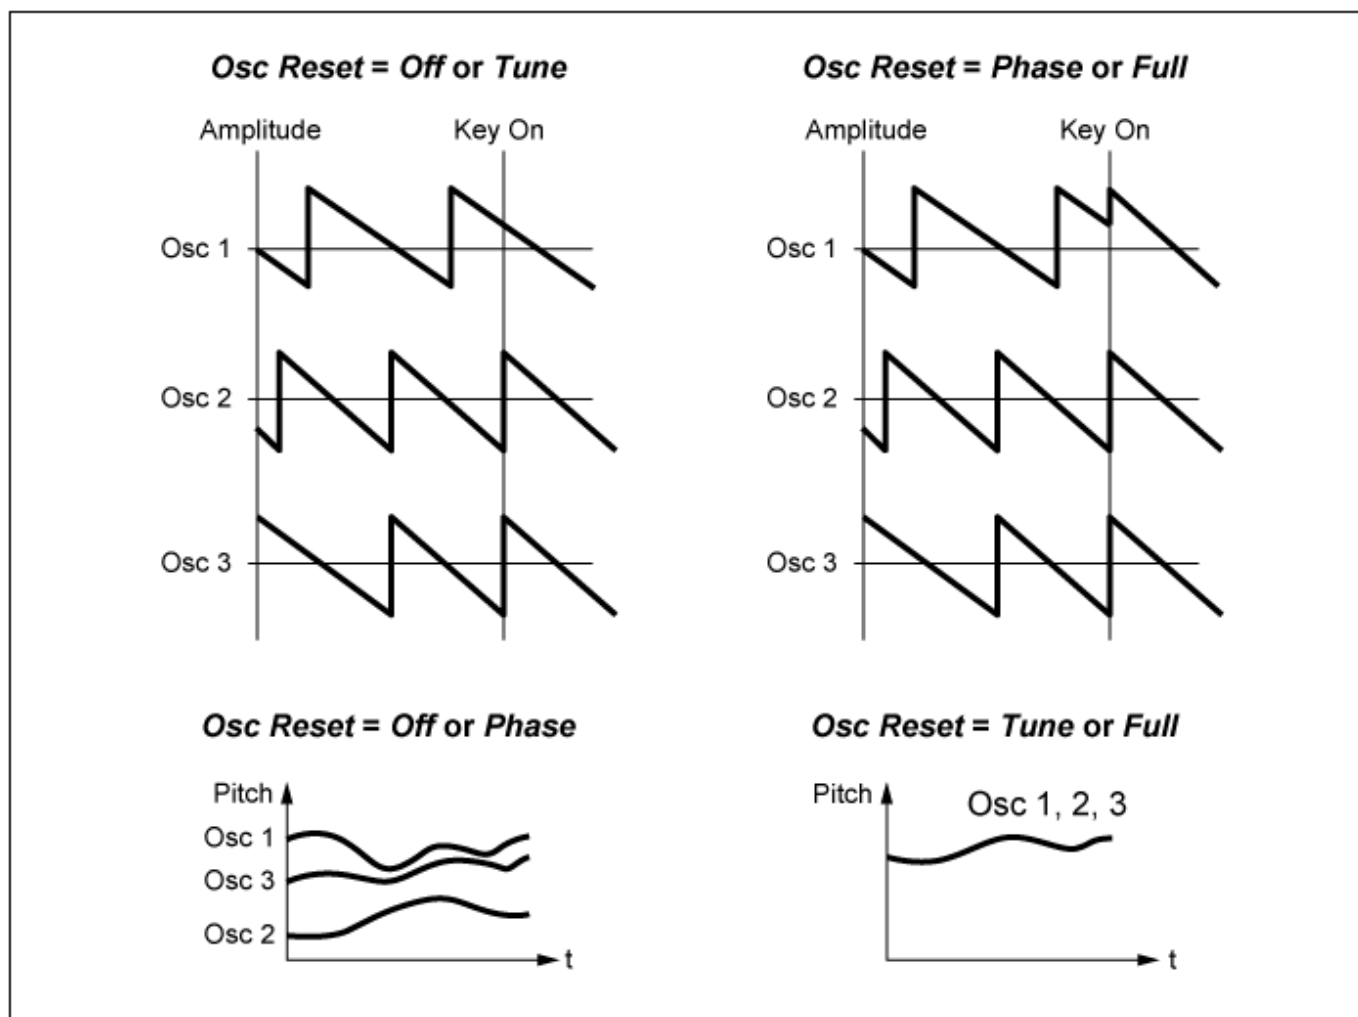 Osc Reset = Off or Tune
Amplitude Key On
Osc 1
Osc 2
Osc 3
Osc Reset = Phase or Full
Amplitude Key On
Osc 1
Osc 2
Osc 3
Osc Reset = Off or Phase
Pitch
Osc 1
Osc 3
Osc 2
t
Osc Reset = Tune or Full
Pitch
Osc 1, 2, 3
t